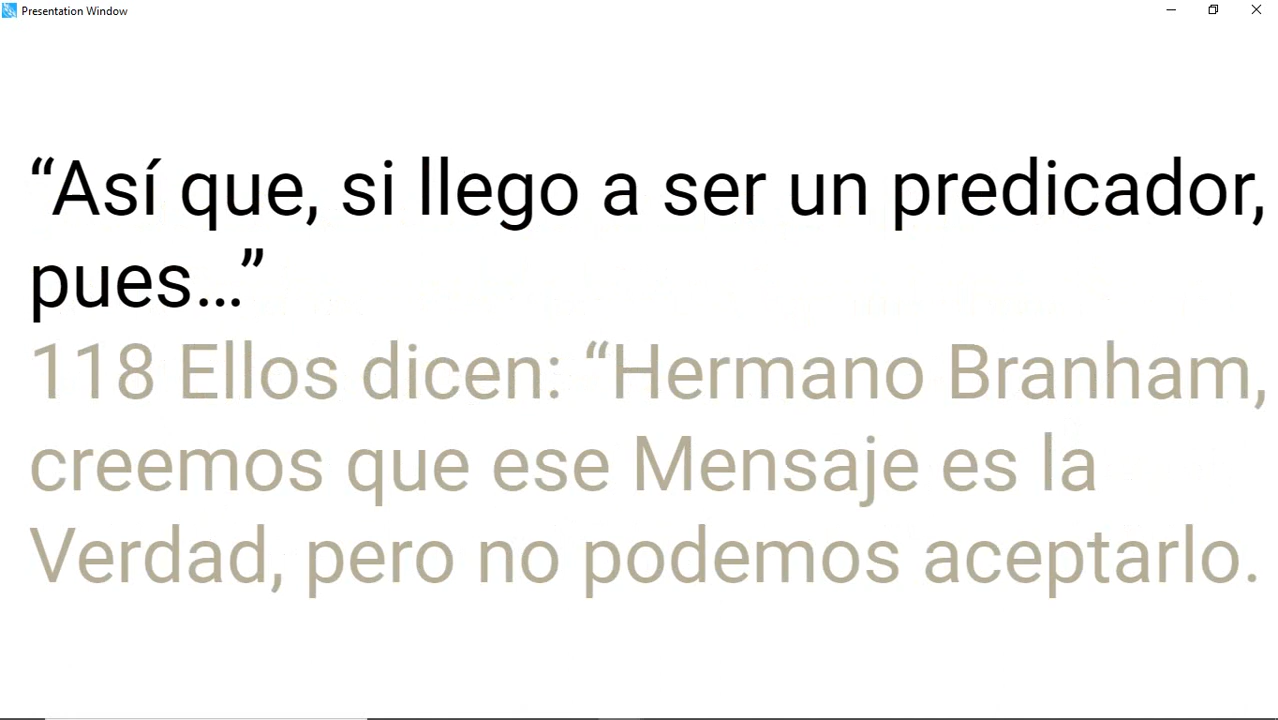 Presentation Window
“Así que, si llego a ser un predicador,
pues…”
118 Ellos dicen: “Hermano Branham,
creemos que ese Mensaje es la
Verdad, pero no podemos aceptarlo.